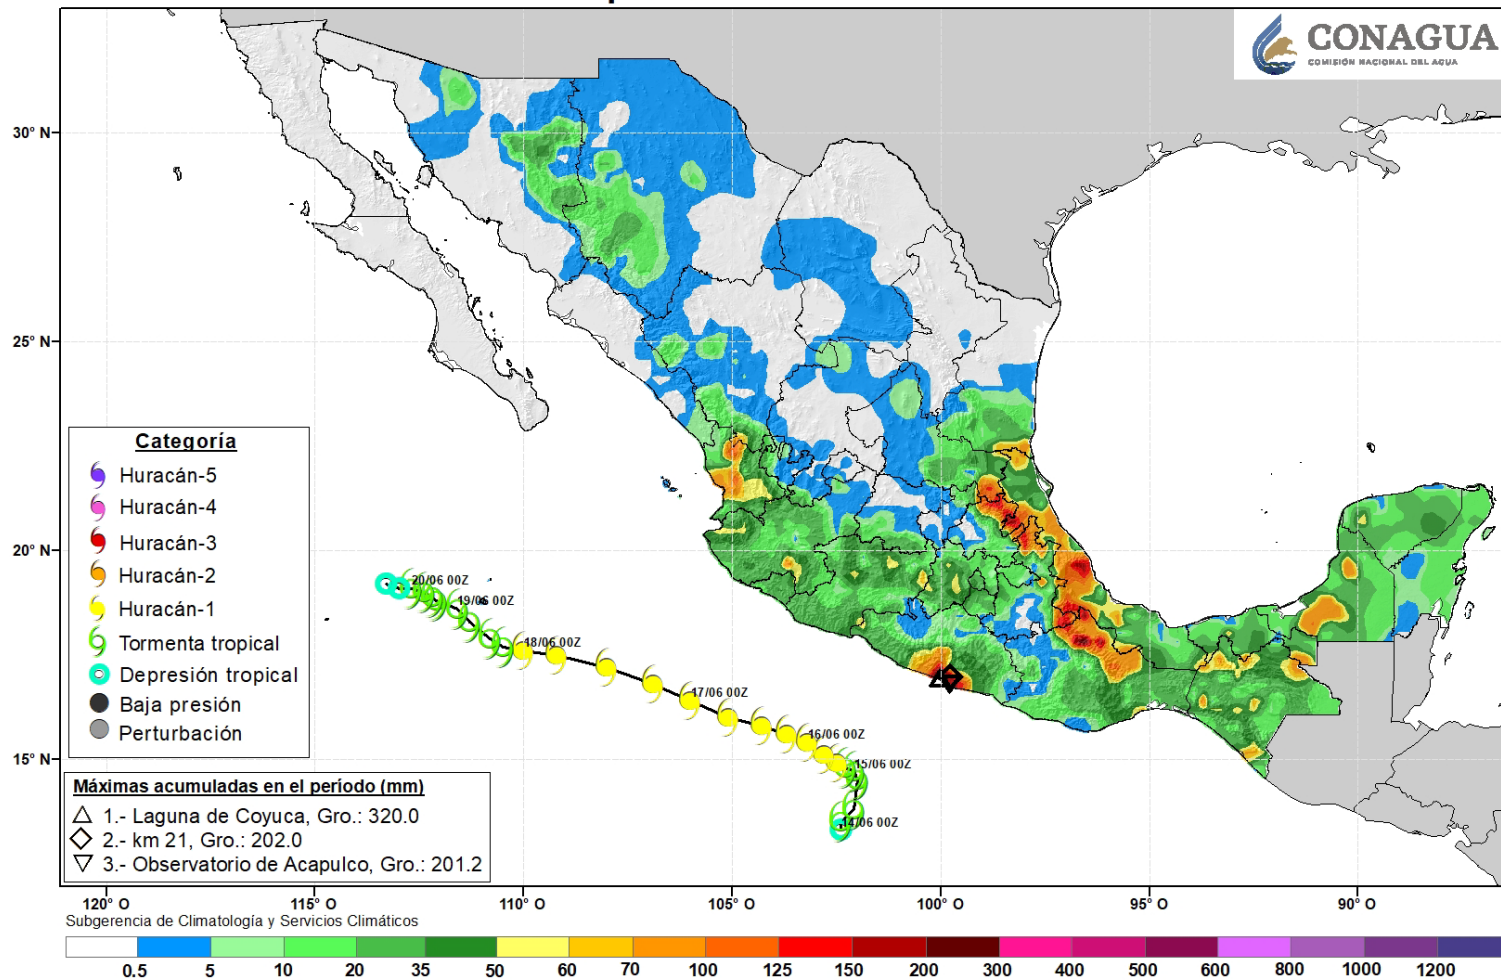 CONAGUA
COMISIÓN NACIONAL DEL AGUA
30° N
25° N
20° N
15° N
Categoría
Huracán-5
Huracán-4
Huracán-3
Huracán-2
Huracán-1
Tormenta tropical
Depresión tropical
Baja presión
Perturbación
20/06 00Z
19/06 00Z
18/06 00Z
17/06 00Z
16/06 00Z
15/06 00Z
14/06 00Z
Máximas acumuladas en el período (mm)
1.- Laguna de Coyuca, Gro.: 320.0
2.- km 21, Gro.: 202.0
3.- Observatorio de Acapulco, Gro.: 201.2
120° O 115° O 110° O 105° O 100° O 95° O 90° O
Subgerencia de Climatología y Servicios Climáticos
0.5 5 10 20 35 50 60 70 100 125 150 200 300 400 500 600 800 1000 1200